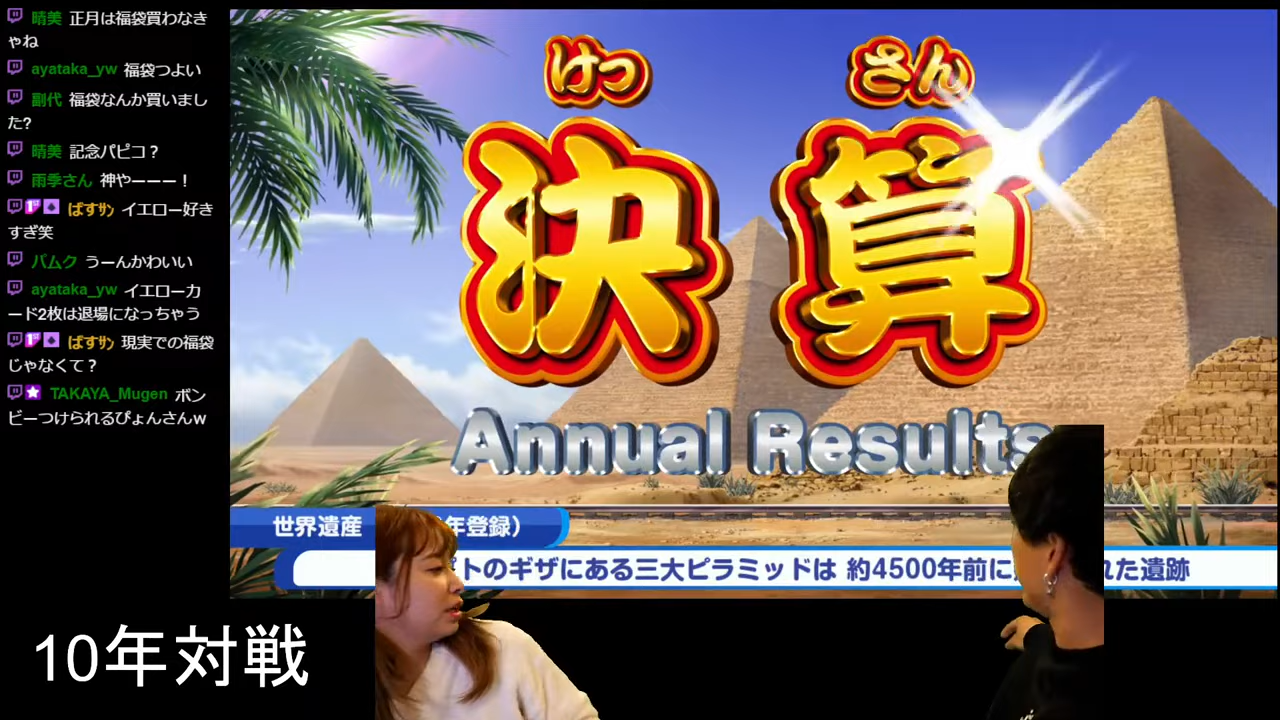 晴美 正月は福袋買わなき
ゃね
ayataka_yw 福袋つよい
副代 福袋なんか買いまし
た?
晴美 記念パピコ？
雨季さん 神やーーー！
ぱすｻﾝ イエロー好き
すぎ笑
パムク うーんかわいい
ayataka_yw イエローカ
ード2枚は退場になっちゃう
ぱすｻﾝ 現実での福袋
じゃなくて？
TAKAYA_Mugen ボン
ビーつけられるぴょんさんw
けっ さん
決算
Annual Results
世界遺産 年登録）
トのギザにある三大ピラミッドは 約4500年前に れた遺跡
10年対戦